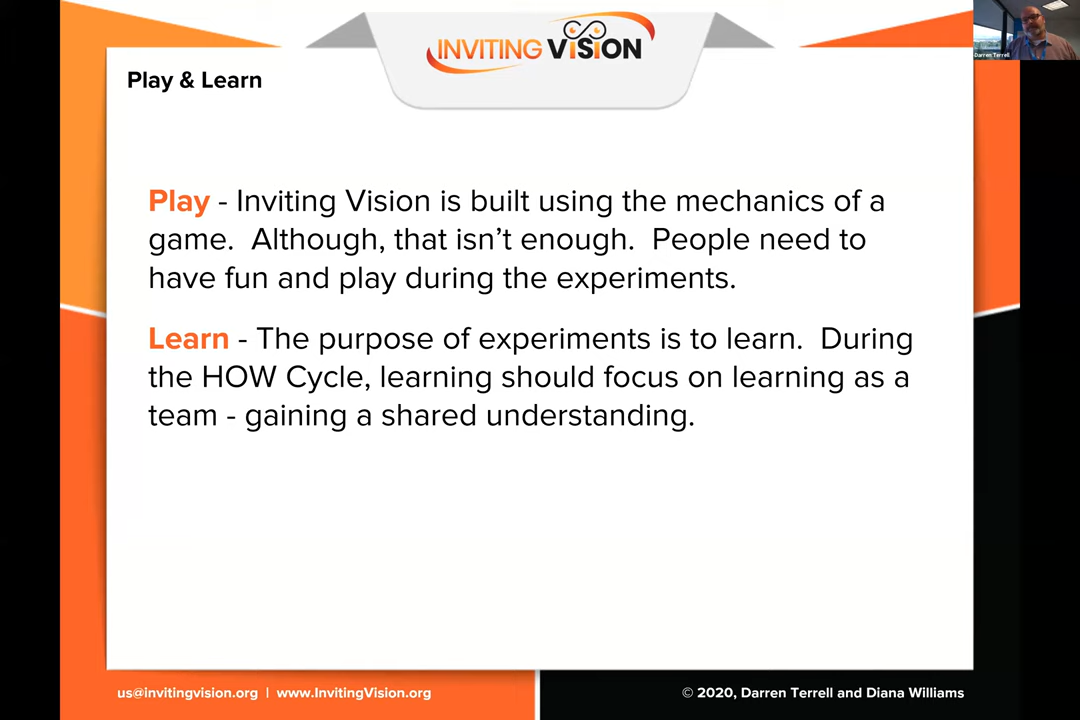 INVITING VISION
Darren Terrell
Play & Learn
Play - Inviting Vision is built using the mechanics of a
game.  Although, that isn’t enough.  People need to
have fun and play during the experiments.
Learn - The purpose of experiments is to learn.  During
the HOW Cycle, learning should focus on learning as a
team - gaining a shared understanding.
us@invitingvision.org | www.InvitingVision.org
© 2020, Darren Terrell and Diana Williams